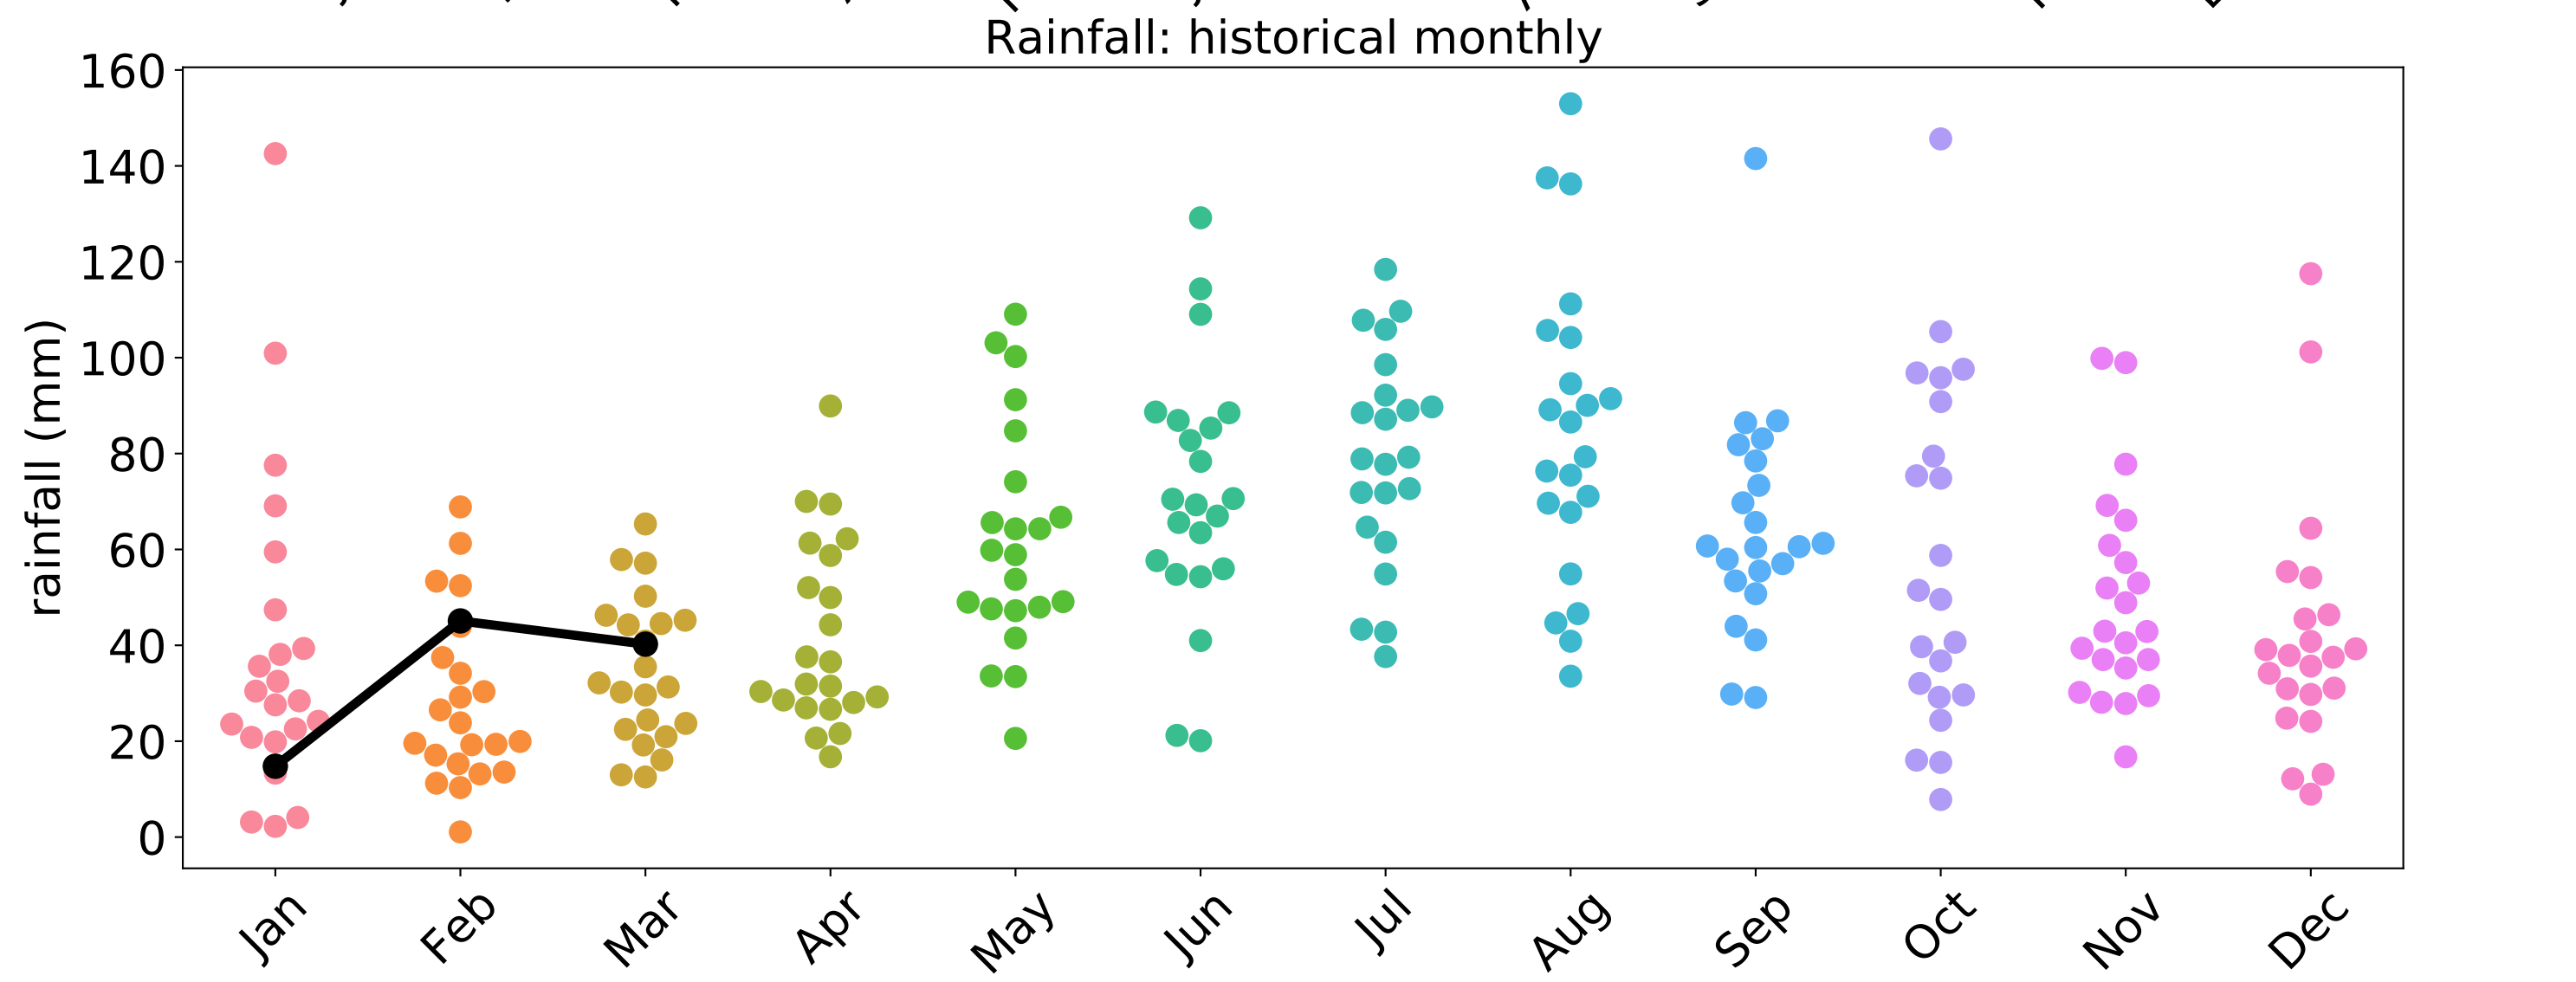 Rainfall: historical monthly
160
140
120
100
80
60
40
20
0
rainfall (mm)
Jan
Feb
Mar
Apr
May
Jun
Jul
Aug
Sep
Oct
Nov
Dec